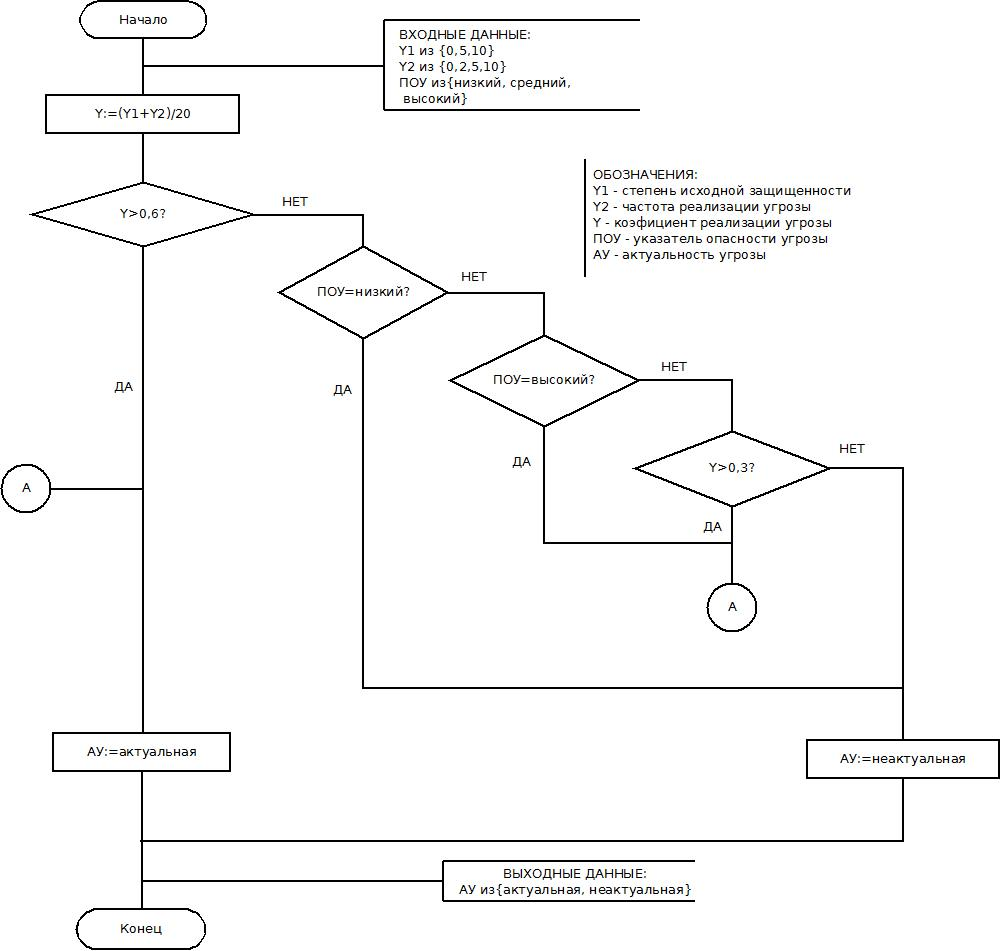 Начало
ВХОДНЫЕ ДАННЫЕ:
Y1 из {0,5,10}
Y2 из {0,2,5,10}
ПОУ из{низкий, средний,
высокий}
Y:=(Y1+Y2)/20
ОБОЗНАЧЕНИЯ:
Y1 - степень исходной защищенности
Y2 - частота реализации угрозы
Y - коэфициент реализации угрозы
ПОУ - указатель опасности угрозы
АУ - актуальность угрозы
Y>0,6?
НЕТ
ПОУ=низкий?
НЕТ
ПОУ=высокий?
НЕТ
ДА
ДА
Y>0,3?
НЕТ
ДА
А
ДА
А
АУ:=актуальная
АУ:=неактуальная
ВЫХОДНЫЕ ДАННЫЕ:
АУ из{актуальная, неактуальная}
Конец